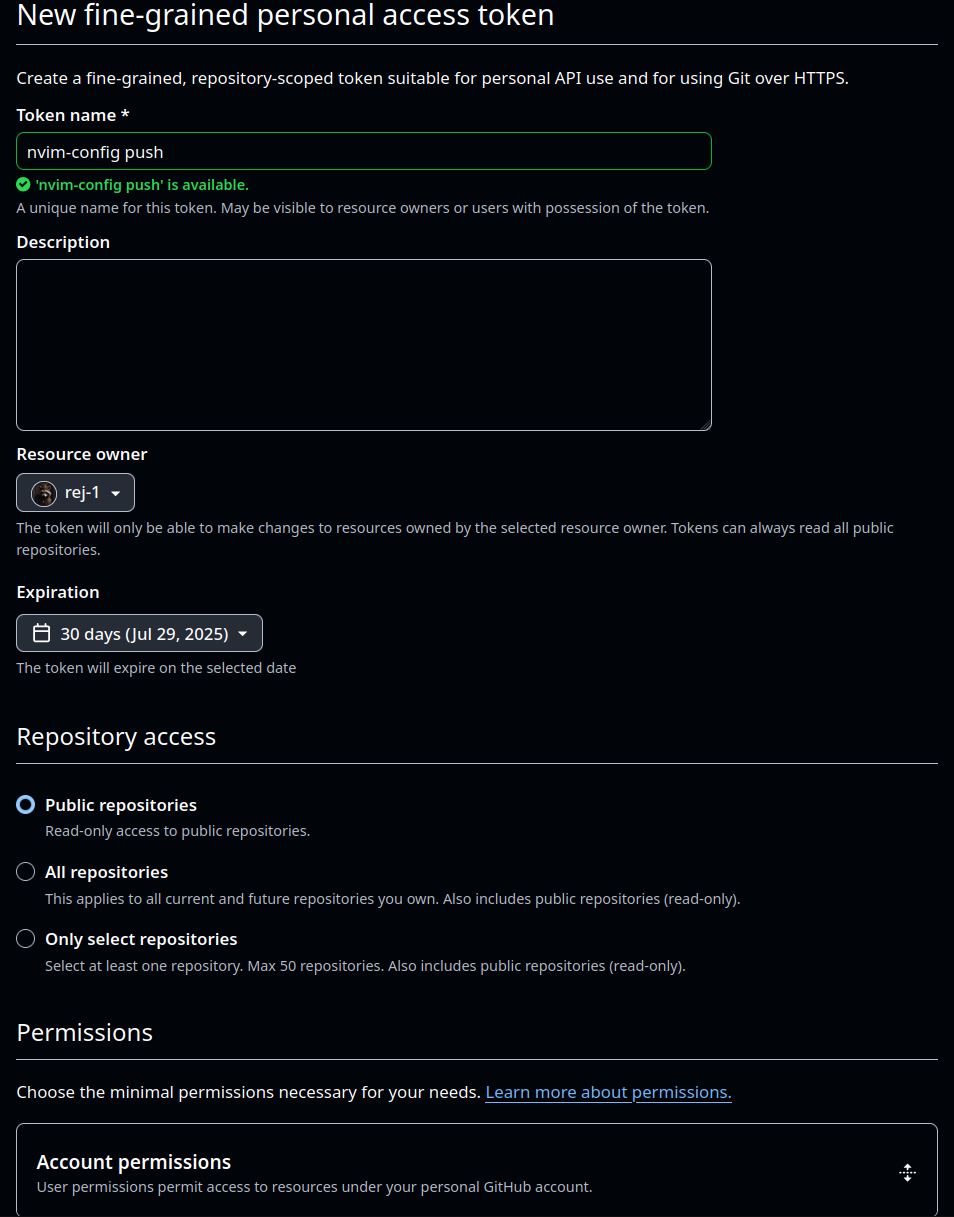 New fine-grained personal access token
Create a fine-grained, repository-scoped token suitable for personal API use and for using Git over HTTPS.
Token name *
nvim-config push
'nvim-config push' is available.
A unique name for this token. May be visible to resource owners or users with possession of the token.
Description
Resource owner
rej-1
The token will only be able to make changes to resources owned by the selected resource owner. Tokens can always read all public
repositories.
Expiration
30 days (Jul 29, 2025)
The token will expire on the selected date
Repository access
Public repositories
Read-only access to public repositories.
All repositories
This applies to all current and future repositories you own. Also includes public repositories (read-only).
Only select repositories
Select at least one repository. Max 50 repositories. Also includes public repositories (read-only).
Permissions
Choose the minimal permissions necessary for your needs. Learn more about permissions.
Account permissions
User permissions permit access to resources under your personal GitHub account.